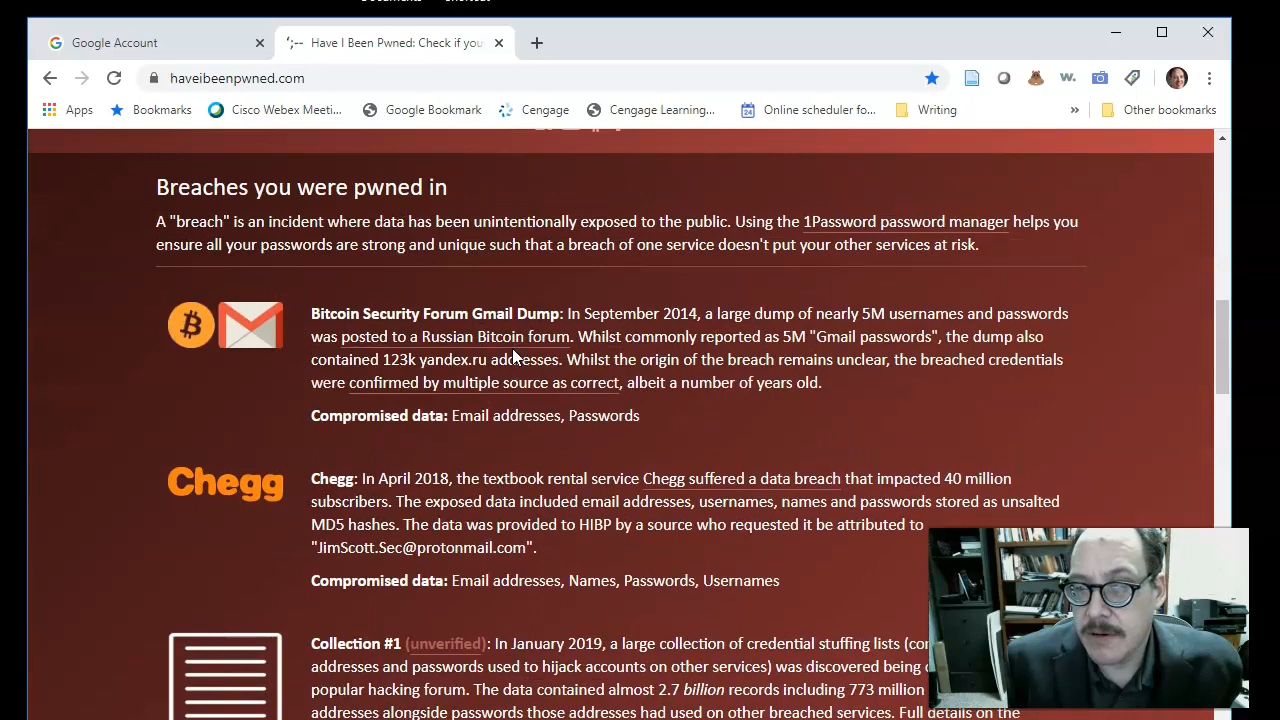 Google Account
Have I Been Pwned: Check if you
haveibeenpwned.com
Apps
Bookmarks
Cisco Webex Meeti...
Google Bookmark
Cengage
Cengage Learning,...
24
Online scheduler fo...
Writing
»
Other bookmarks
Breaches you were pwned in
A "breach" is an incident where data has been unintentionally exposed to the public. Using the 1Password password manager helps you
ensure all your passwords are strong and unique such that a breach of one service doesn't put your other services at risk.
Bitcoin Security Forum Gmail Dump: In September 2014, a large dump of nearly 5M usernames and passwords
was posted to a Russian Bitcoin forum. Whilst commonly reported as 5M "Gmail passwords", the dump also
contained 123k yandex.ru addresses. Whilst the origin of the breach remains unclear, the breached credentials
were confirmed by multiple source as correct, albeit a number of years old.
Compromised data: Email addresses, Passwords
Chegg
Chegg: In April 2018, the textbook rental service Chegg suffered a data breach that impacted 40 million
subscribers. The exposed data included email addresses, usernames, names and passwords stored as unsalted
MD5 hashes. The data was provided to HIBP by a source who requested it be attributed to
"JimScott.Sec@protonmail.com".
Compromised data: Email addresses, Names, Passwords, Usernames
Collection #1 (unverified): In January 2019, a large collection of credential stuffing lists
addresses and passwords used to hijack accounts on other services) was discovered being
popular hacking forum. The data contained almost 2.7 billion records including 773 million
addresses alongside passwords those addresses had used on other breached services. Full details on the